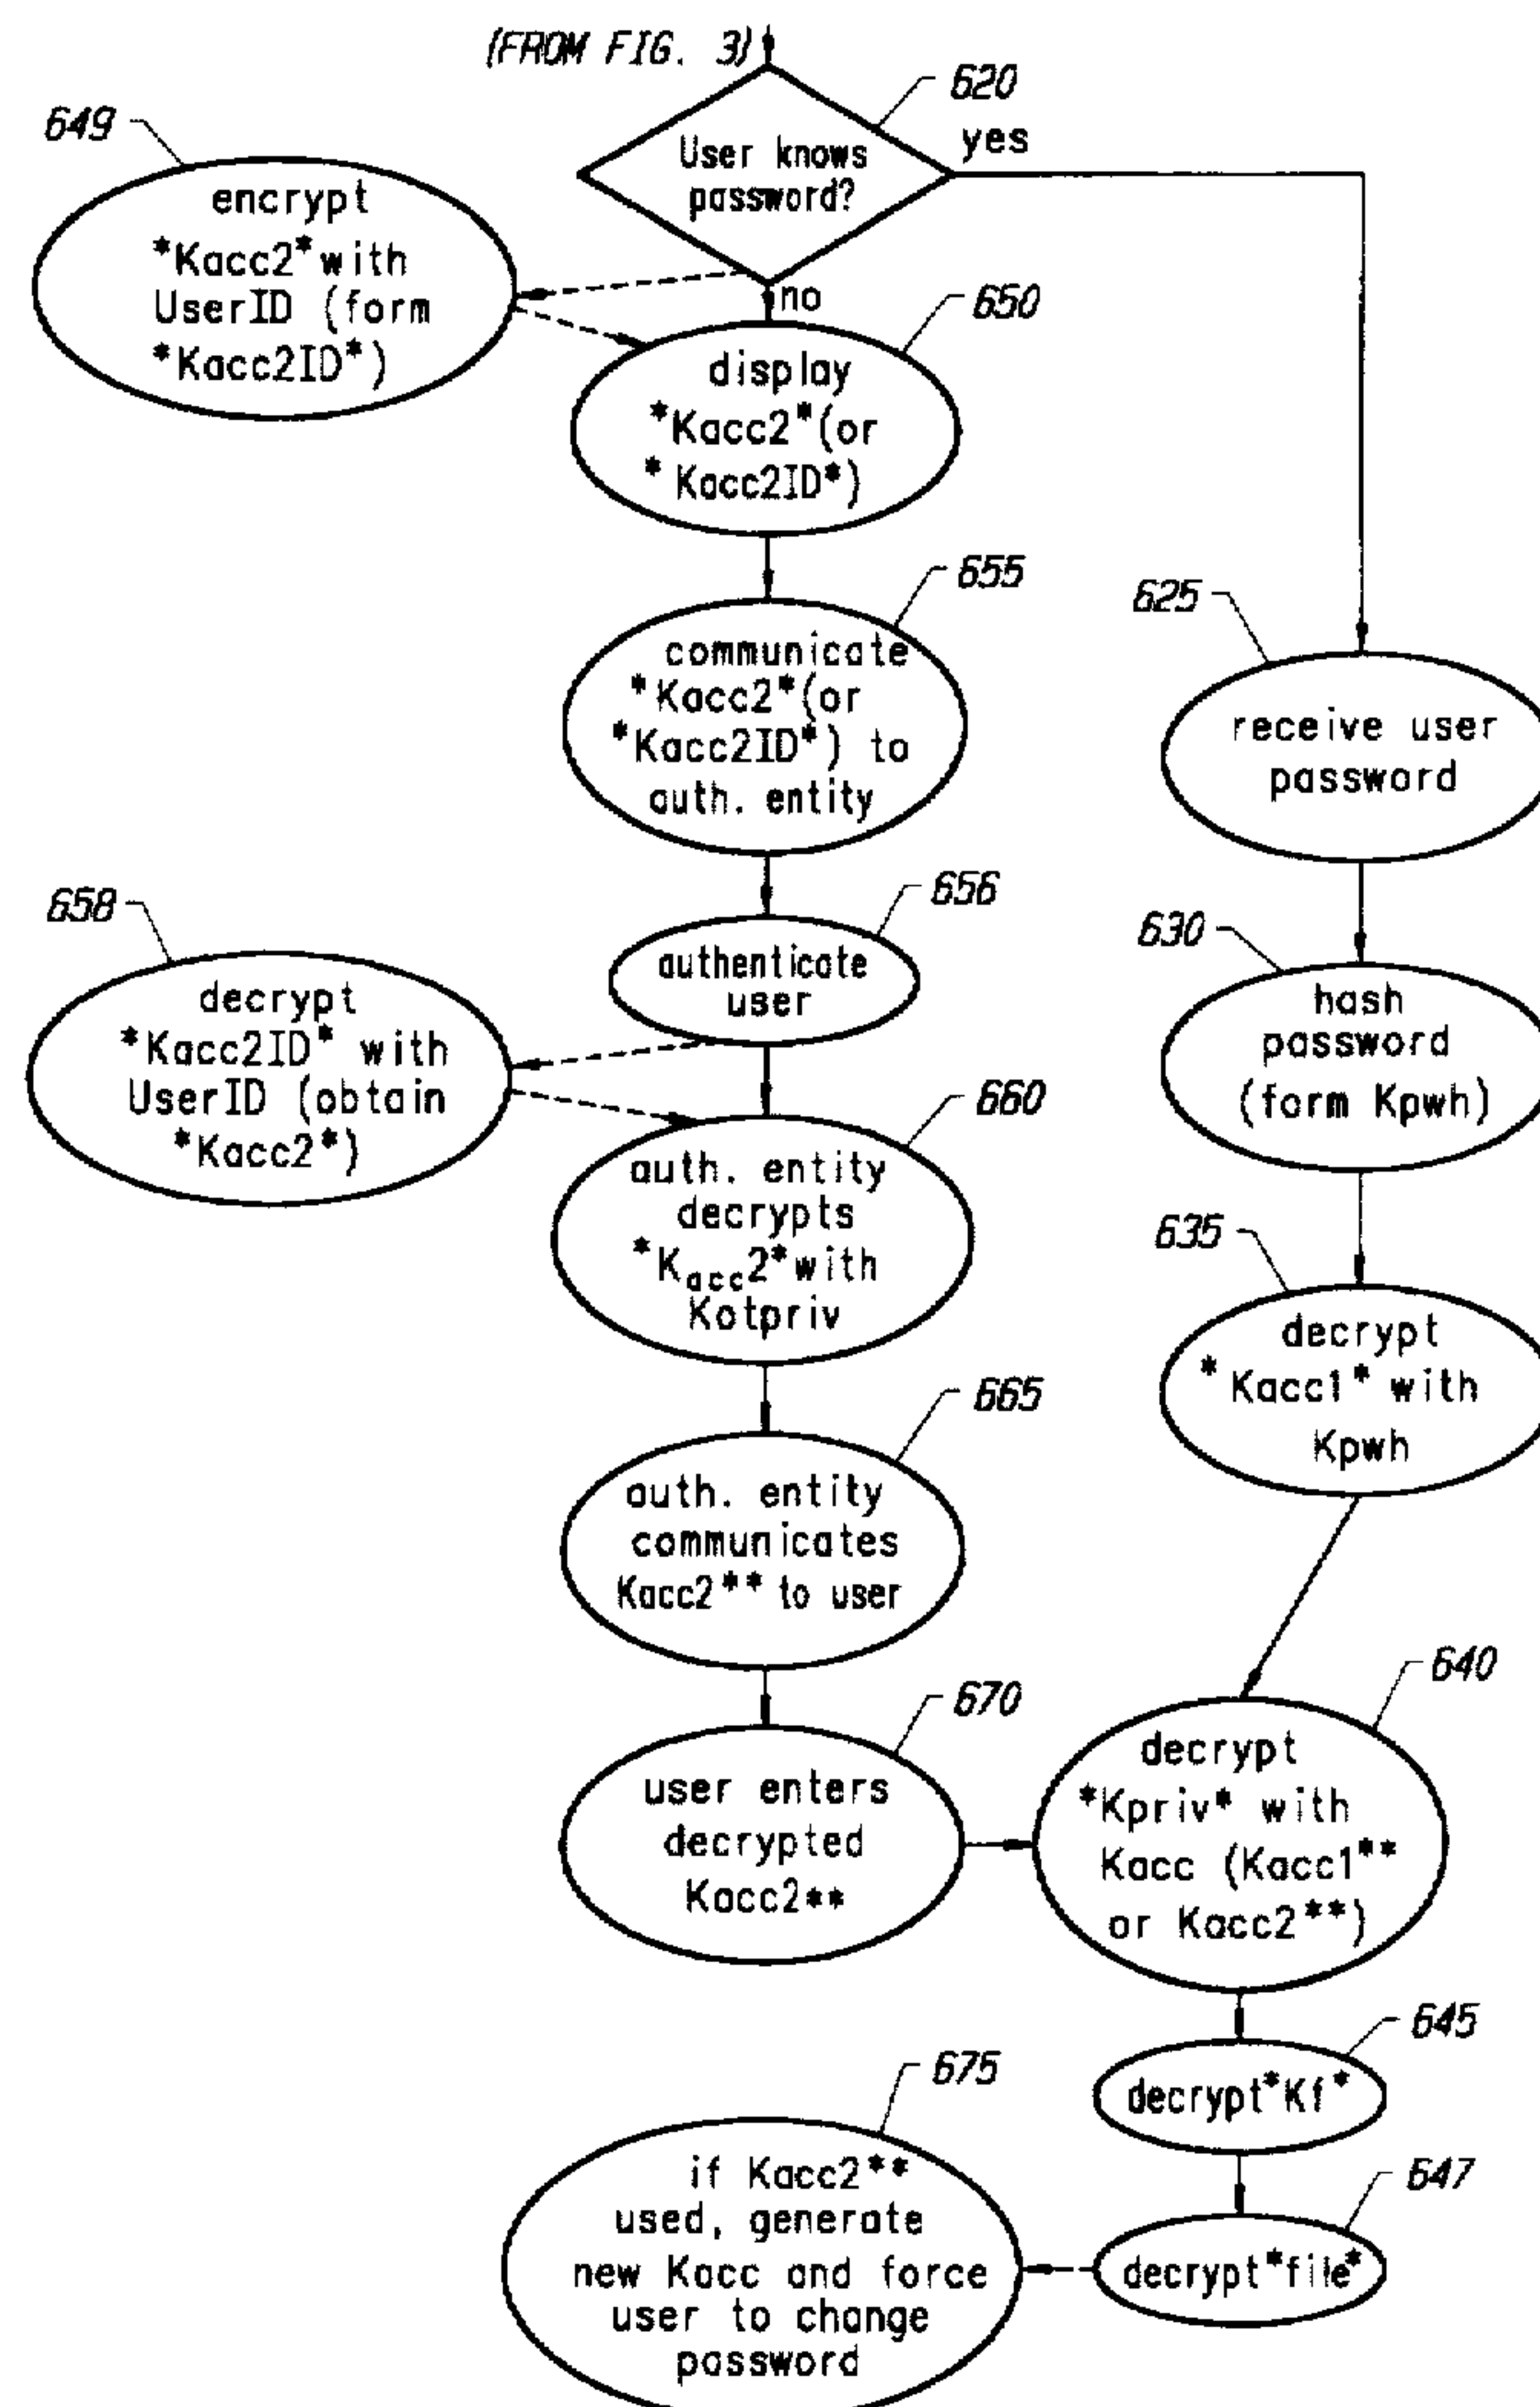 (FROM FIG. 3)
620
User knows
password?
yes
no
649
encrypt
*Kacc2* with
UserID (form
*Kacc2ID*)
650
display
*Kacc2* (or
*Kacc2ID*)
655
communicate
*Kacc2* (or
*Kacc2ID*) to
auth. entity
625
receive user
password
656
authenticate
user
658
decrypt
*Kacc2ID* with
UserID (obtain
*Kacc2*)
630
hash
password
(form Kpwh)
660
auth. entity
decrypts
*Kacc2* with
Kotpriv
635
decrypt
*Kacc1* with
Kpwh
665
auth. entity
communicates
Kacc2** to user
670
user enters
decrypted
Kacc2**
640
decrypt
*Kpriv* with
Kacc (Kacc1**
or Kacc2**)
645
decrypt *Kf*
647
decrypt *file*
675
if Kacc2**
used, generate
new Kacc and force
user to change
password